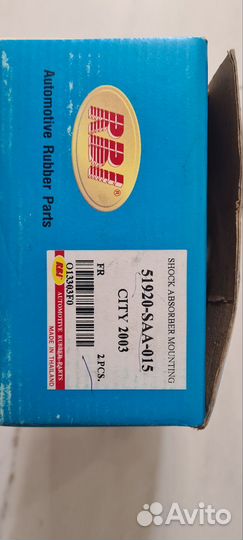 RBI®
Automotive Rubber Parts
SHOCK ABSORBER MOUNTING
51920-SAA-015
CITY 2003
FR
2 PCS.
O13303F0
RBI AUTOMOTIVE RUBBER PARTS
MADE IN THAILAND
Avito